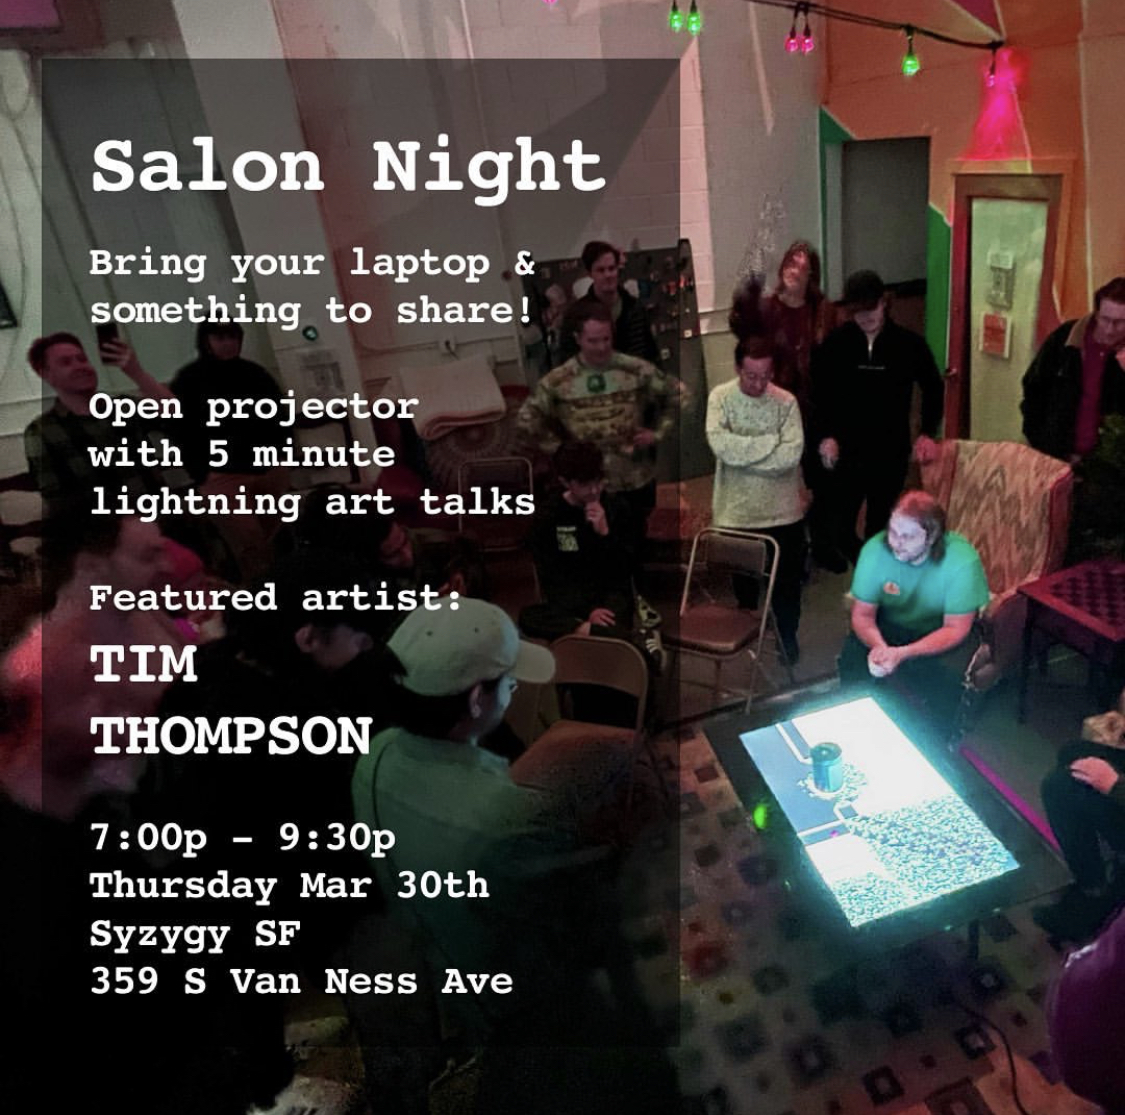 Salon Night
Bring your laptop &
something to share!
Open projector
with 5 minute
lightning art talks
Featured artist:
TIM
THOMPSON
7:00p - 9:30p
Thursday Mar 30th
Syzygy SF
359 S Van Ness Ave